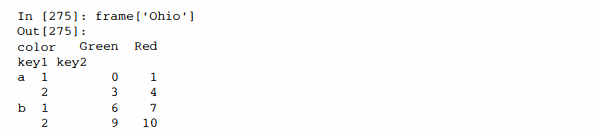 In [275]: frame['Ohio']
Out[275]:
color      Green  Red
key1 key2
a    1         0    1
     2         3    4
b    1         6    7
     2         9   10